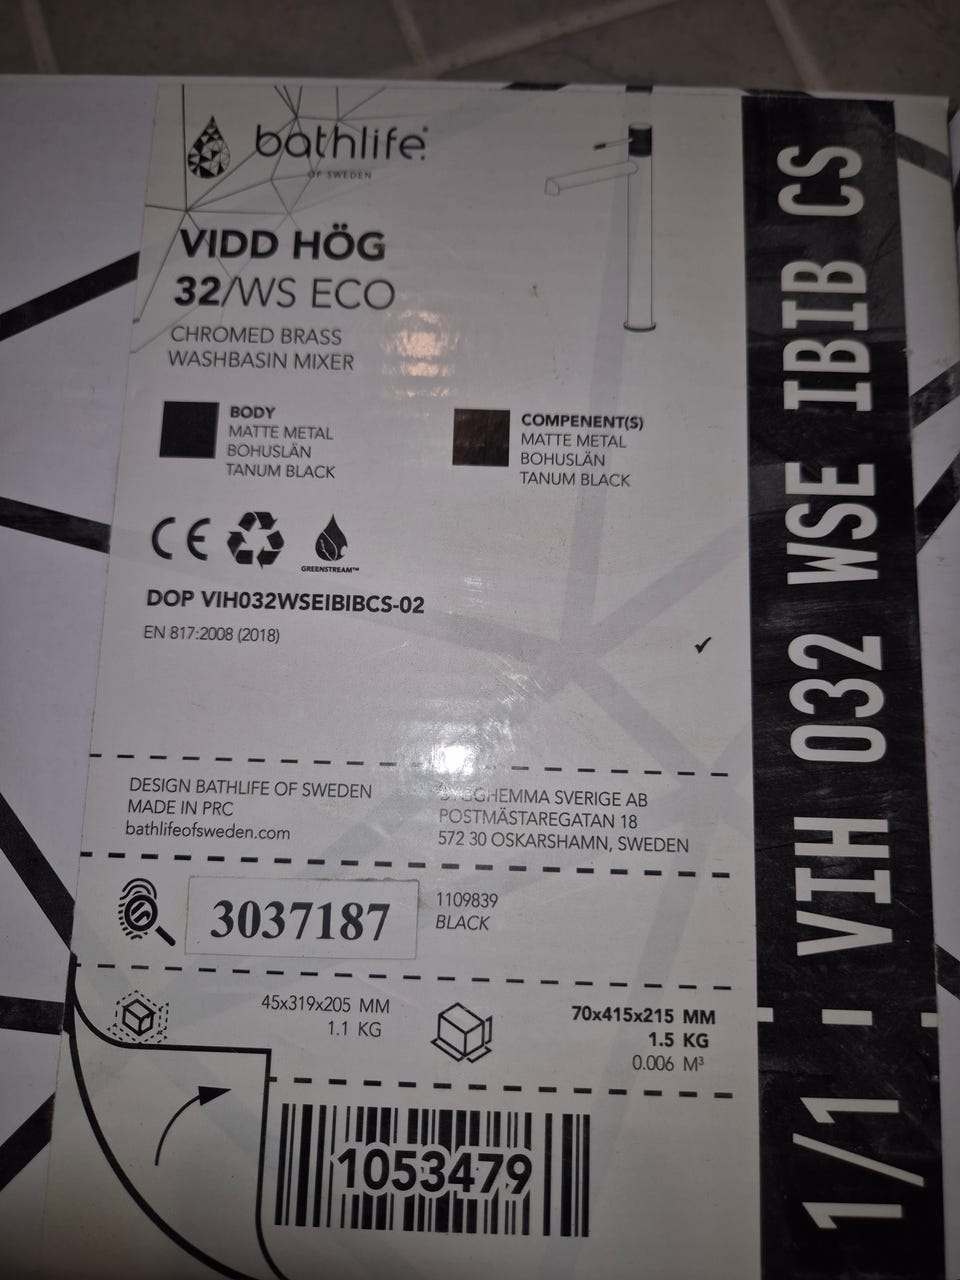 bathlife
OF SWEDEN
VIDD HÖG
32/WS ECO
CHROMED BRASS
WASHBASIN MIXER
BODY
MATTE METAL
BOHUSLÄN
TANUM BLACK
COMPENENT(S)
MATTE METAL
BOHUSLÄN
TANUM BLACK
CE
GREENSTREAM™
DOP VIH032WSEIBIBCS-02
EN 817:2008 (2018)
✓
DESIGN BATHLIFE OF SWEDEN
MADE IN PRC
bathlifeofsweden.com
BYGGHEMMA SVERIGE AB
POSTMÄSTAREGATAN 18
572 30 OSKARSHAMN, SWEDEN
3037187
1109839
BLACK
45x319x205 MM
1.1 KG
70x415x215 MM
1.5 KG
0.006 M³
1053479
1/1 - VIH 032 WSE IBIB CS